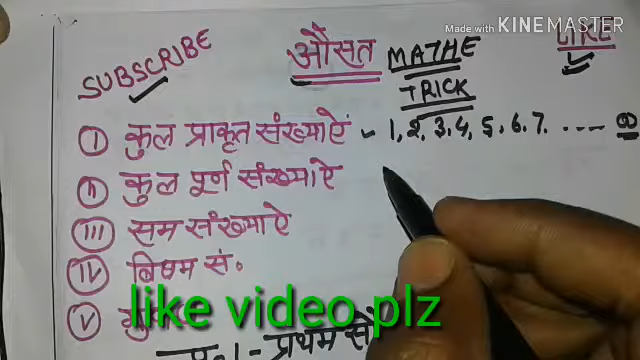 Made with KINEMASTER
SUBSCRIBE औसत MATHE LIKE
TRICK
I कुल प्राकृत संख्याऐं - 1, 2, 3, 4, 5, 6, 7. ....
II कुल पूर्ण संख्याऐ
III सम संख्याऐ
IV विषम सं॰
V
like video plz
प्र॰ 1 - प्रथम